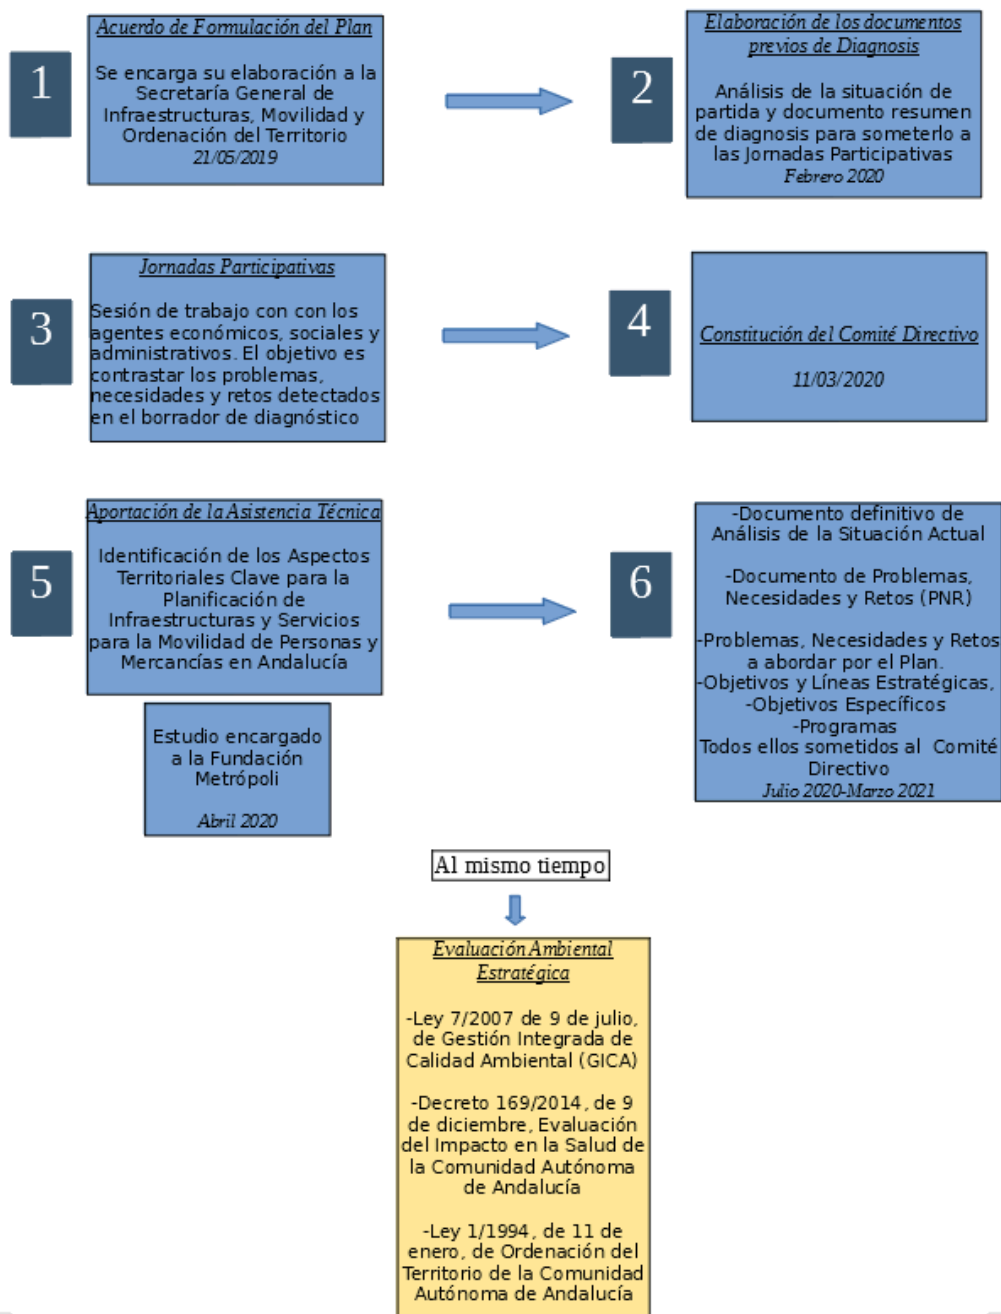 1
Acuerdo de Formulación del Plan
Se encarga su elaboración a la
Secretaría General de
Infraestructuras, Movilidad y
Ordenación del Territorio
21/05/2019
2
Elaboración de los documentos
previos de Diagnosis
Análisis de la situación de
partida y documento resumen
de diagnosis para someterlo a
las Jornadas Participativas
Febrero 2020
3
Jornadas Participativas
Sesión de trabajo con con los
agentes económicos, sociales y
administrativos. El objetivo es
contrastar los problemas,
necesidades y retos detectados
en el borrador de diagnóstico
4
Constitución del Comité Directivo
11/03/2020
5
Aportación de la Asistencia Técnica
Identificación de los Aspectos
Territoriales Clave para la
Planificación de
Infraestructuras y Servicios
para la Movilidad de Personas y
Mercancías en Andalucía
Estudio encargado
a la Fundación
Metrópoli
Abril 2020
6
-Documento definitivo de
Análisis de la Situación Actual
-Documento de Problemas,
Necesidades y Retos (PNR)
-Problemas, Necesidades y Retos
a abordar por el Plan.
-Objetivos y Líneas Estratégicas,
-Objetivos Específicos
-Programas
Todos ellos sometidos al Comité
Directivo
Julio 2020-Marzo 2021
Al mismo tiempo
Evaluación Ambiental
Estratégica
-Ley 7/2007 de 9 de julio,
de Gestión Integrada de
Calidad Ambiental (GICA)
-Decreto 169/2014, de 9
de diciembre, Evaluación
del Impacto en la Salud de
la Comunidad Autónoma
de Andalucía
-Ley 1/1994, de 11 de
enero, de Ordenación del
Territorio de la Comunidad
Autónoma de Andalucía